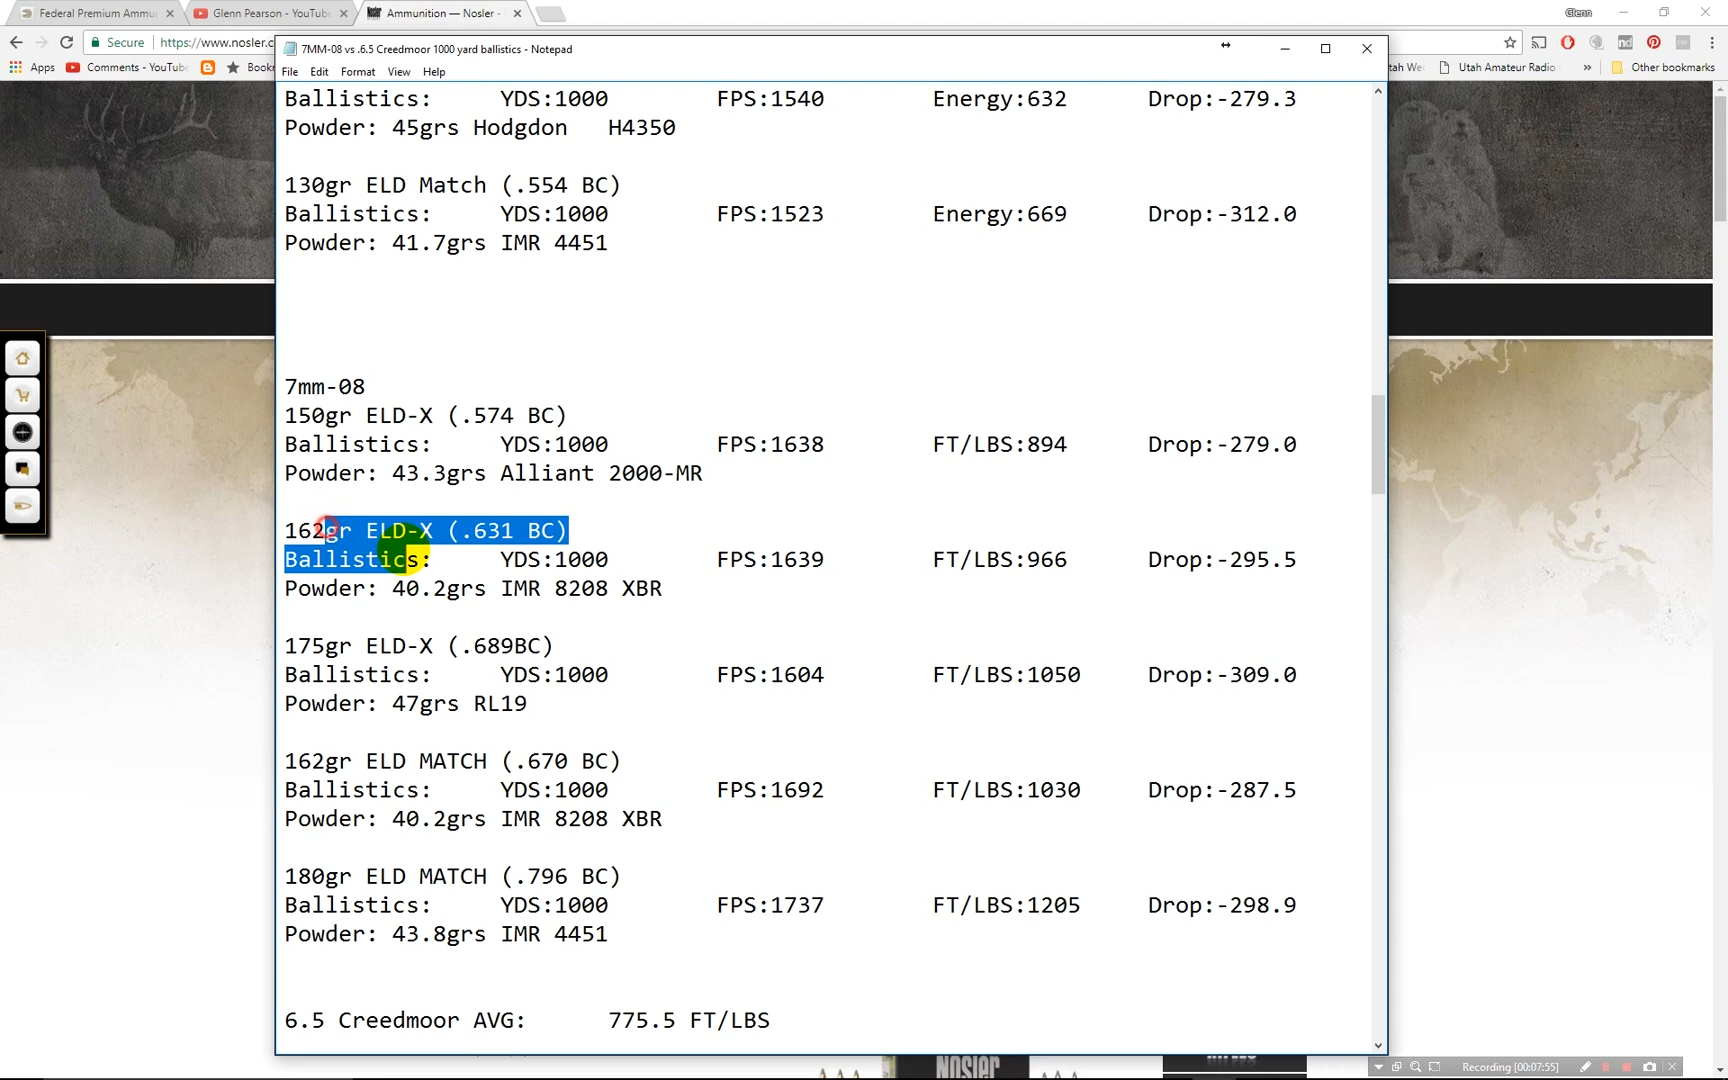 Federal Premium Ammu
Glenn Pearson - YouTube
Ammunition — Nosler -
Glenn
Secure
https://www.nosler.c
Apps
Comments - YouTub
Book
tah We
Utah Amateur Radio
»
Other bookmarks
7MM-08 vs .6.5 Creedmoor 1000 yard ballistics - Notepad
File Edit Format View Help
Ballistics: YDS:1000 FPS:1540 Energy:632 Drop:-279.3
Powder: 45grs Hodgdon H4350
130gr ELD Match (.554 BC)
Ballistics: YDS:1000 FPS:1523 Energy:669 Drop:-312.0
Powder: 41.7grs IMR 4451
7mm-08
150gr ELD-X (.574 BC)
Ballistics: YDS:1000 FPS:1638 FT/LBS:894 Drop:-279.0
Powder: 43.3grs Alliant 2000-MR
162gr ELD-X (.631 BC)
Ballistics: YDS:1000 FPS:1639 FT/LBS:966 Drop:-295.5
Powder: 40.2grs IMR 8208 XBR
175gr ELD-X (.689BC)
Ballistics: YDS:1000 FPS:1604 FT/LBS:1050 Drop:-309.0
Powder: 47grs RL19
162gr ELD MATCH (.670 BC)
Ballistics: YDS:1000 FPS:1692 FT/LBS:1030 Drop:-287.5
Powder: 40.2grs IMR 8208 XBR
180gr ELD MATCH (.796 BC)
Ballistics: YDS:1000 FPS:1737 FT/LBS:1205 Drop:-298.9
Powder: 43.8grs IMR 4451
6.5 Creedmoor AVG: 775.5 FT/LBS
Nosler
Recording [00:07:55]